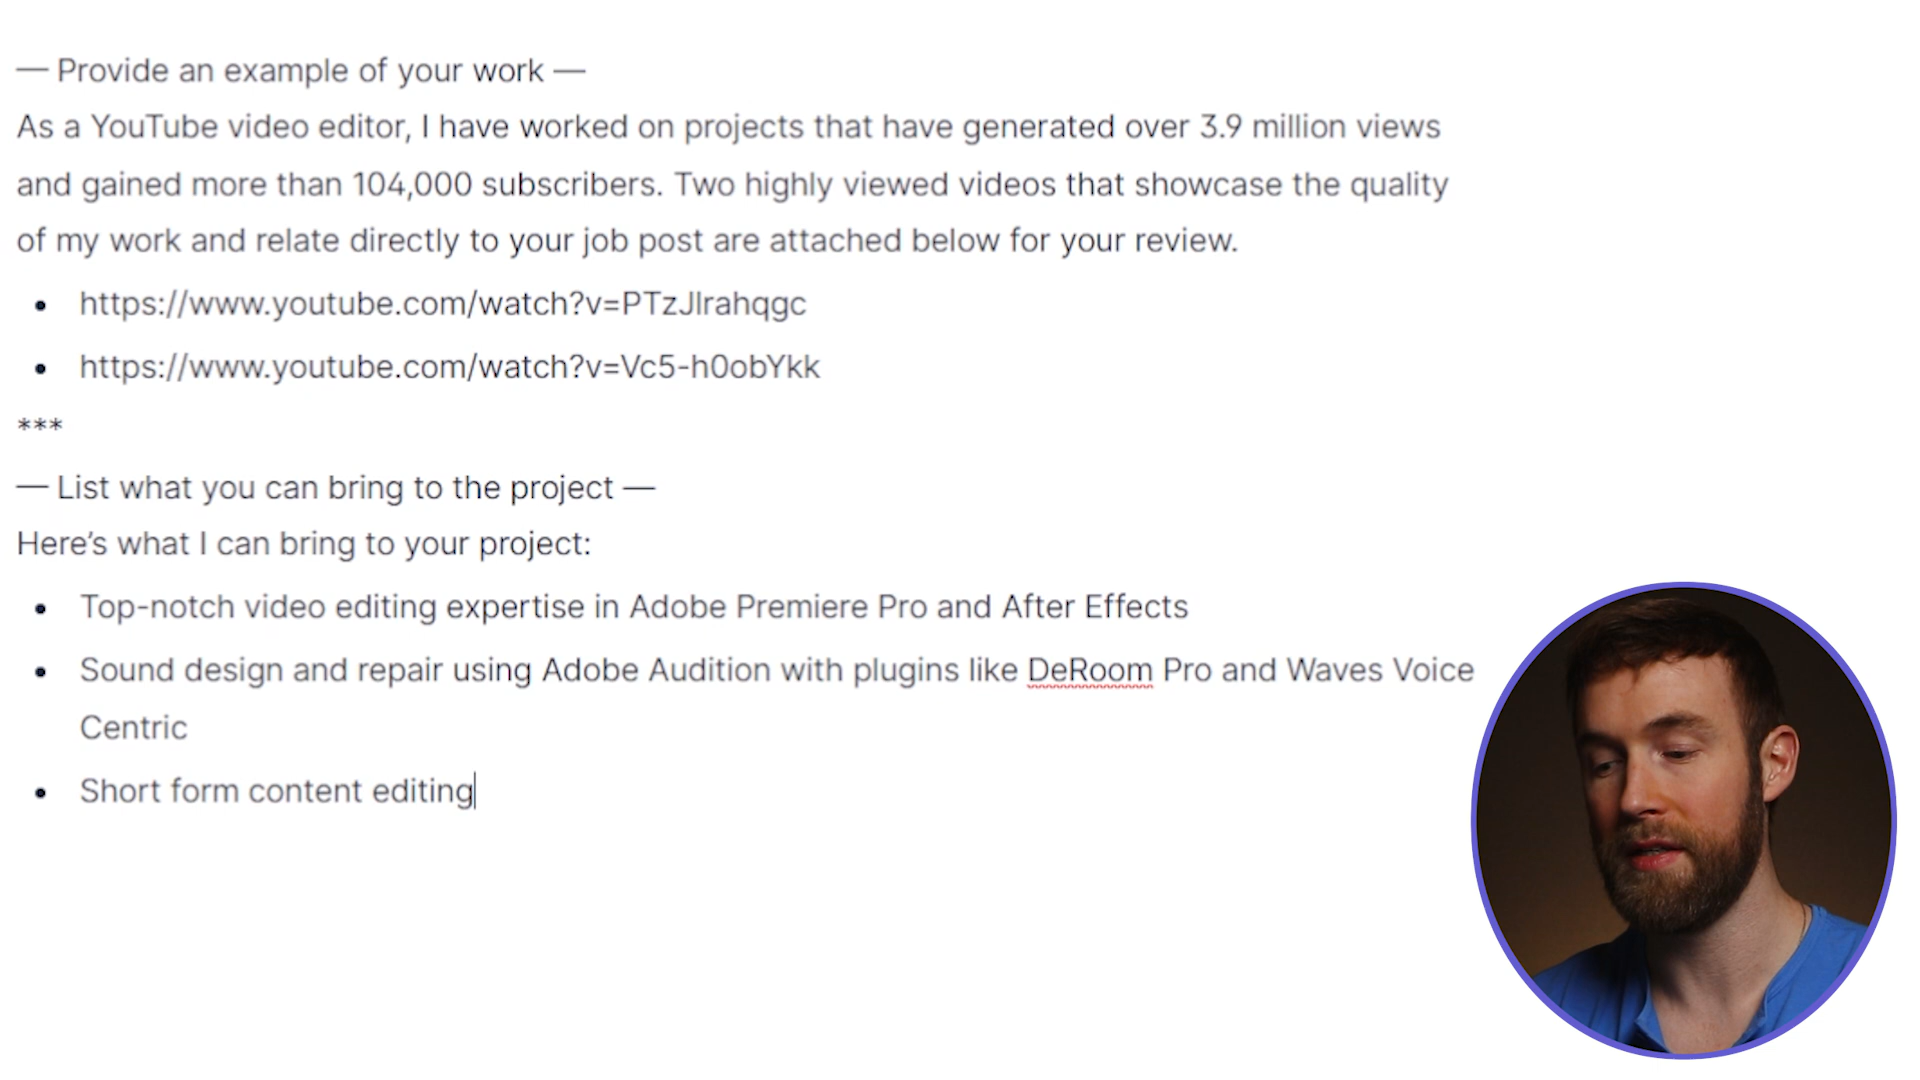 — Provide an example of your work —
As a YouTube video editor, I have worked on projects that have generated over 3.9 million views
and gained more than 104,000 subscribers. Two highly viewed videos that showcase the quality
of my work and relate directly to your job post are attached below for your review.
• https://www.youtube.com/watch?v=PTzJlrahqgc
• https://www.youtube.com/watch?v=Vc5-h0obYkk
***
— List what you can bring to the project —
Here’s what I can bring to your project:
• Top-notch video editing expertise in Adobe Premiere Pro and After Effects
• Sound design and repair using Adobe Audition with plugins like DeRoom Pro and Waves Voice
Centric
• Short form content editing